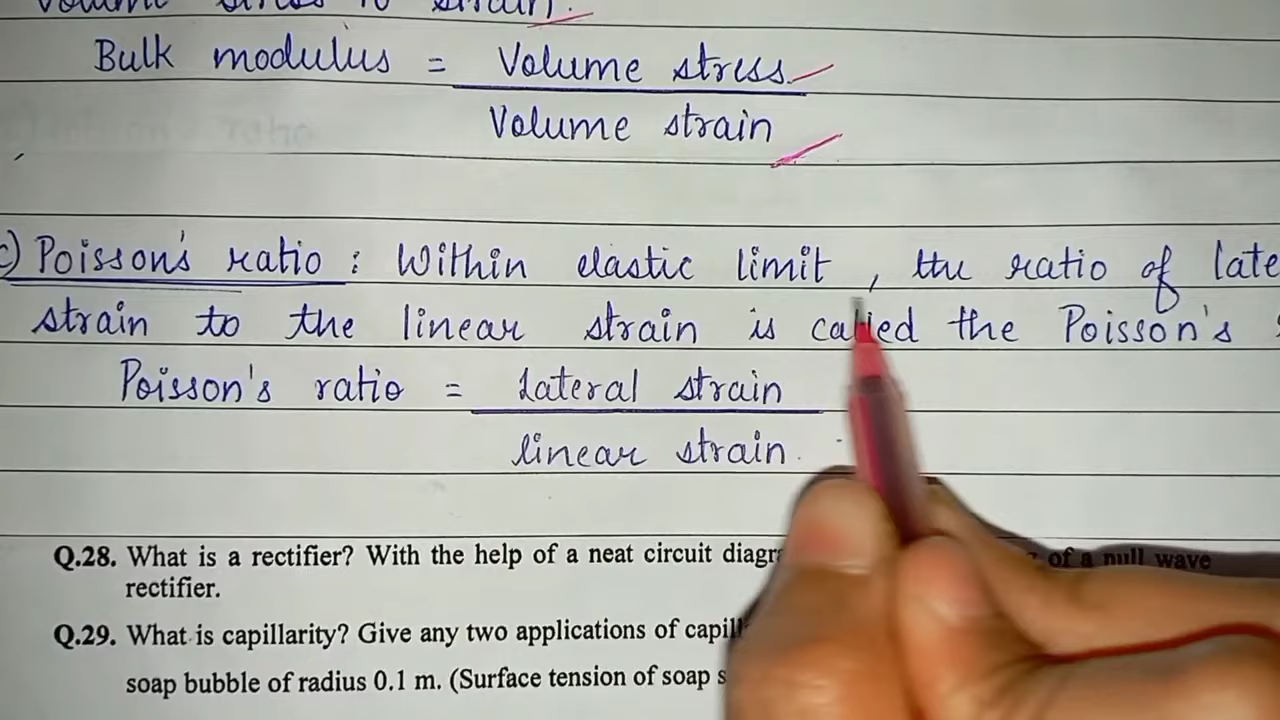 Bulk modulus = Volume stress
Volume strain
c) Poisson's ratio : Within elastic limit, the ratio of late
strain to the linear strain is called the Poisson's
Poisson's ratio = Lateral strain
linear strain.
Q.28. What is a rectifier? With the help of a neat circuit diagr of a null wave
rectifier.
Q.29. What is capillarity? Give any two applications of capill
soap bubble of radius 0.1 m. (Surface tension of soap s